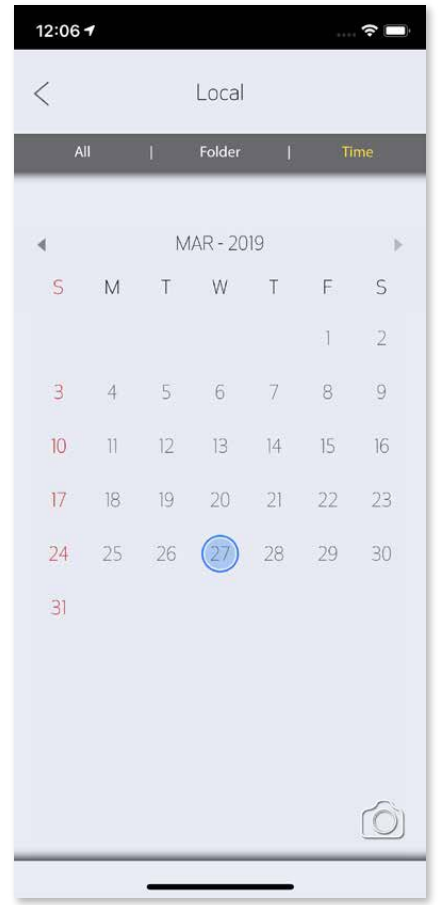 12:06
Local
All | Folder | Time
MAR - 2019
S M T W T F S
1 2
3 4 5 6 7 8 9
10 11 12 13 14 15 16
17 18 19 20 21 22 23
24 25 26 27 28 29 30
31